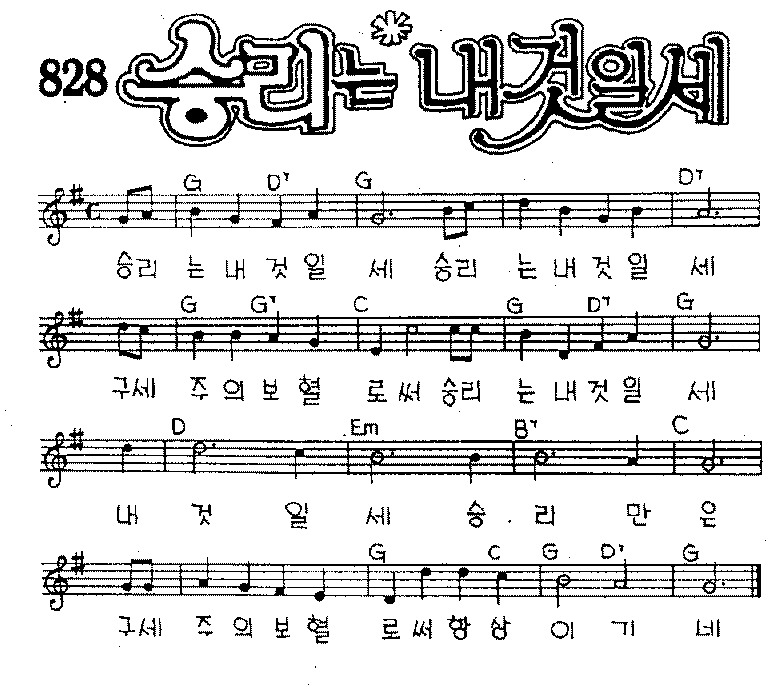 828 승리는 내 것일세
G D7 G D7
승리 는 내 것 일 세 승리 는 내 것 일 세
G G7 C G D7 G
구세 주 의 보 혈 로 써 승리 는 내 것 일 세
D Em B7 C
내 것 일 세 승 . 리 만 은
G C G D7 G
구세 주 의 보 혈 로 써 항 상 이 기 네